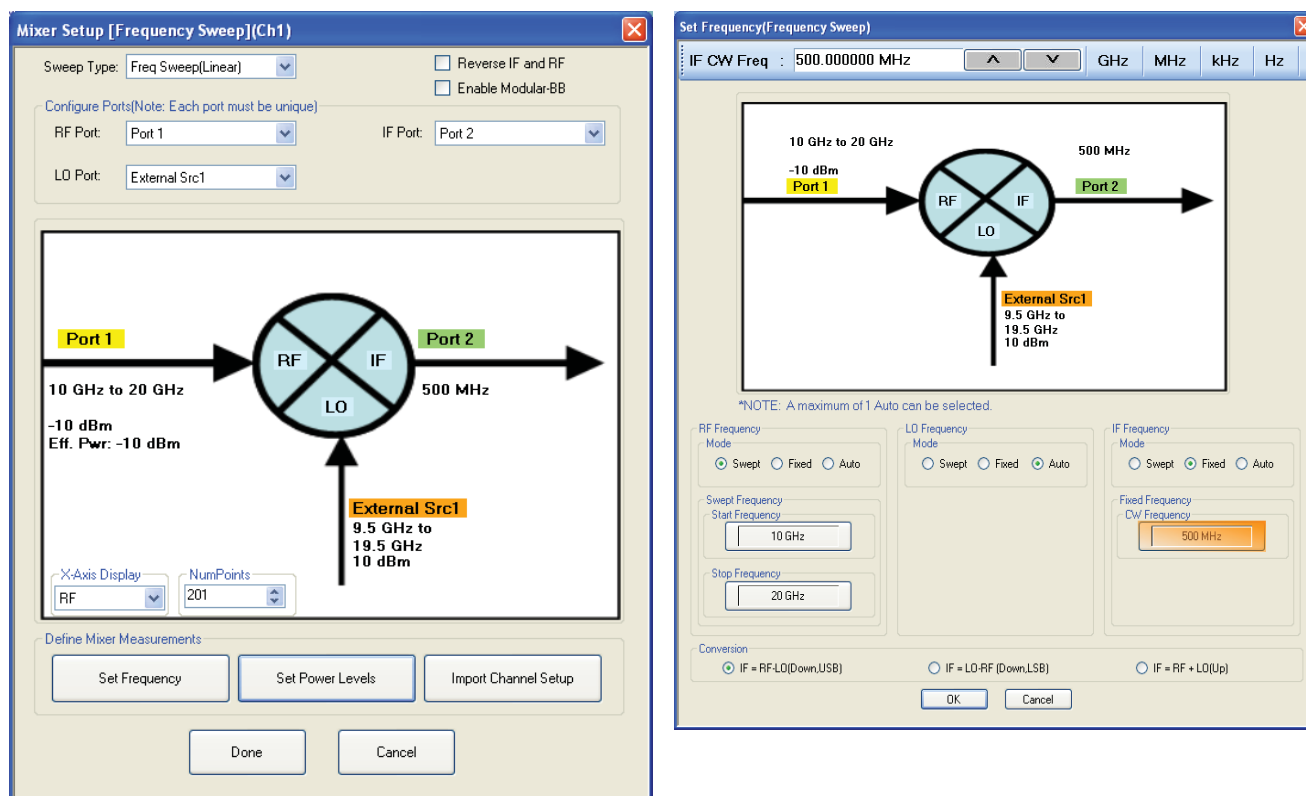 Mixer Setup [Frequency Sweep](Ch1)
Sweep Type: Freq Sweep(Linear)
Reverse IF and RF
Enable Modular-BB
Configure Ports(Note: Each port must be unique)
RF Port: Port 1
IF Port: Port 2
LO Port: External Src1
Port 1
Port 2
RF
IF
LO
10 GHz to 20 GHz
500 MHz
-10 dBm
Eff. Pwr: -10 dBm
External Src1
9.5 GHz to
19.5 GHz
10 dBm
X-Axis Display
RF
NumPoints
201
Define Mixer Measurements
Set Frequency
Set Power Levels
Import Channel Setup
Done
Cancel
Set Frequency(Frequency Sweep)
IF CW Freq : 500.000000 MHz
GHz
MHz
kHz
Hz
10 GHz to 20 GHz
500 MHz
-10 dBm
Port 1
Port 2
RF
IF
LO
External Src1
9.5 GHz to
19.5 GHz
10 dBm
*NOTE: A maximum of 1 Auto can be selected.
RF Frequency
Mode
Swept Fixed Auto
Swept Frequency
Start Frequency
10 GHz
Stop Frequency
20 GHz
LO Frequency
Mode
Swept Fixed Auto
IF Frequency
Mode
Swept Fixed Auto
Fixed Frequency
CW Frequency
500 MHz
Conversion
IF = RF-LO(Down,USB)
IF = LO-RF (Down,LSB)
IF = RF + LO(Up)
OK
Cancel